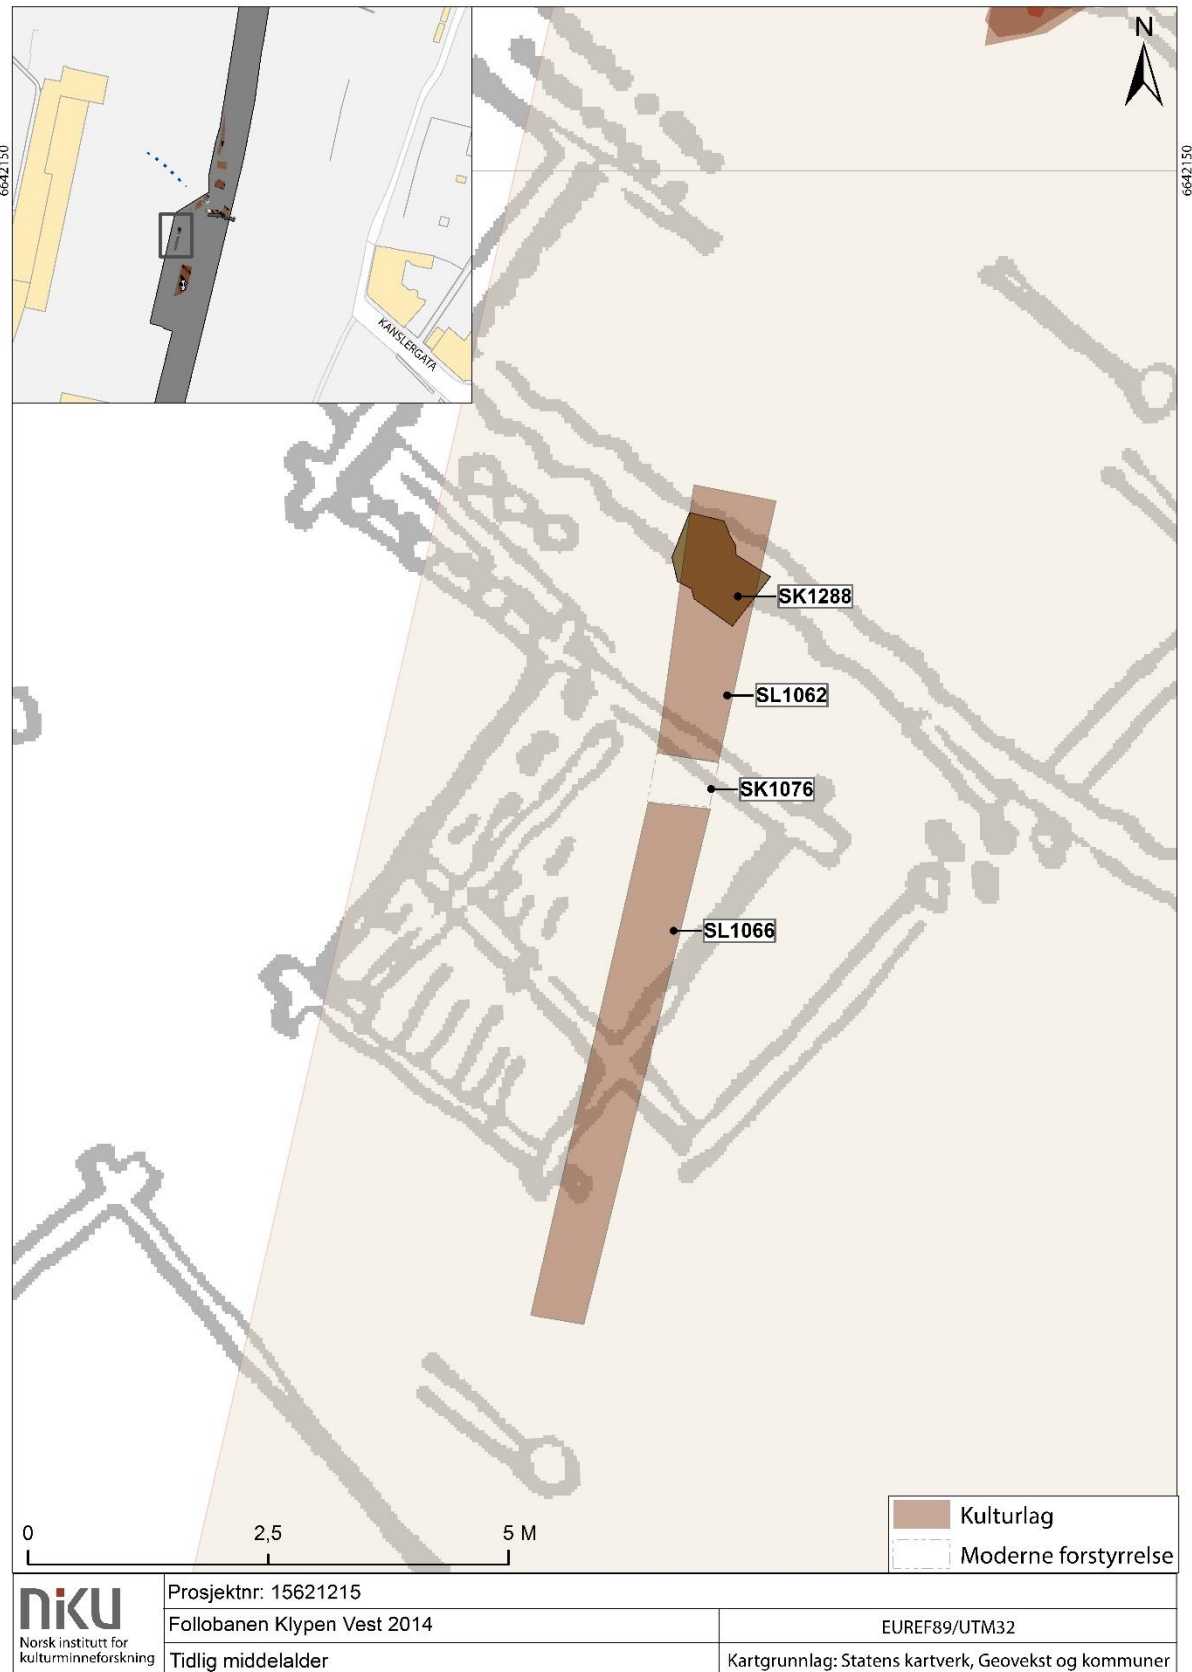 N
6642150
6642150
KANSLERGATA
SK1288
SL1062
SK1076
SL1066
0 2,5 5 M
Kulturlag
Moderne forstyrrelse
niku
Norsk institutt for
kulturminneforskning
Prosjektnr: 15621215
Follobanen Klypen Vest 2014
EUREF89/UTM32
Tidlig middelalder
Kartgrunnlag: Statens kartverk, Geovekst og kommuner